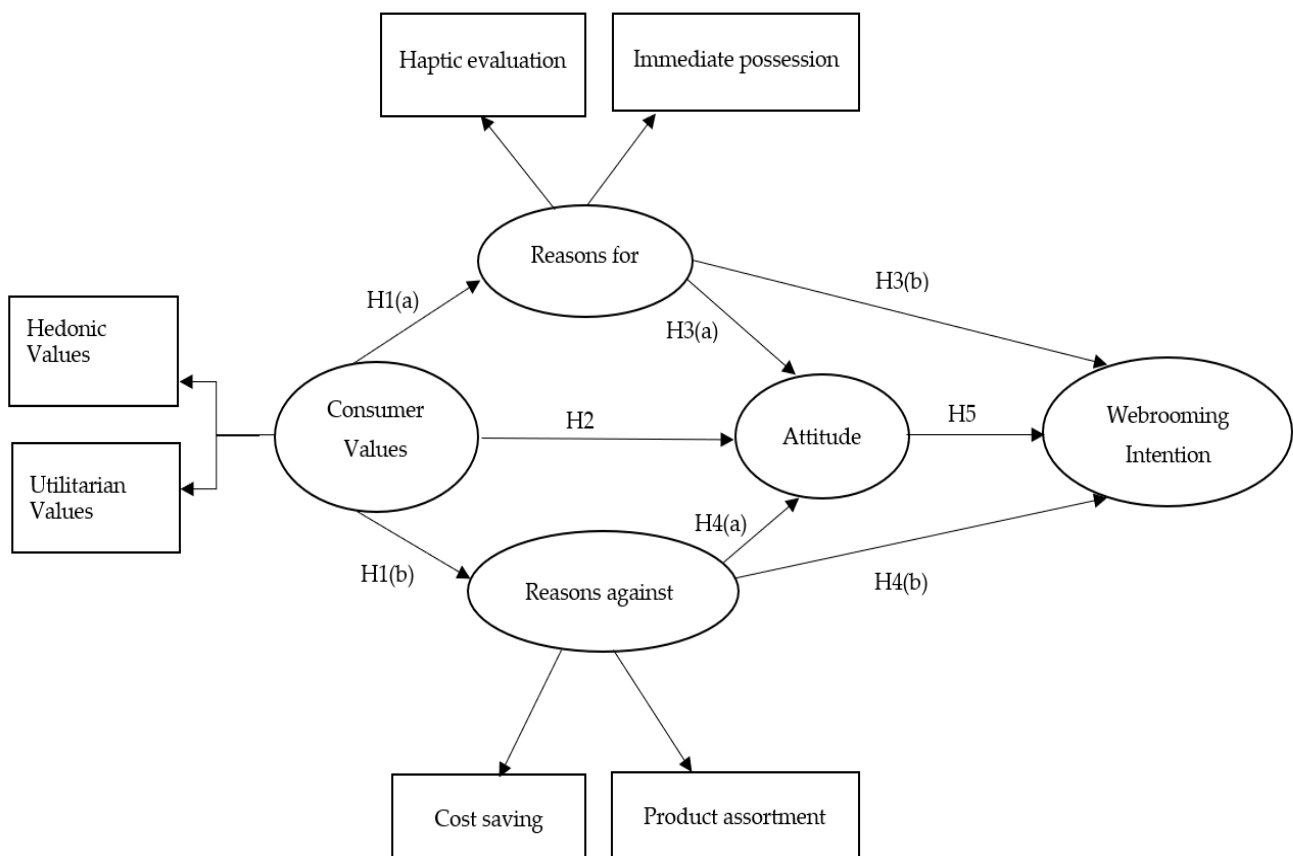 Haptic evaluation
Immediate possession
Reasons for
H1(a)
H3(b)
H3(a)
Hedonic
Values
Consumer
Values
H2
Attitude
H5
Webrooming
Intention
Utilitarian
Values
H4(a)
H1(b)
H4(b)
Reasons against
Cost saving
Product assortment